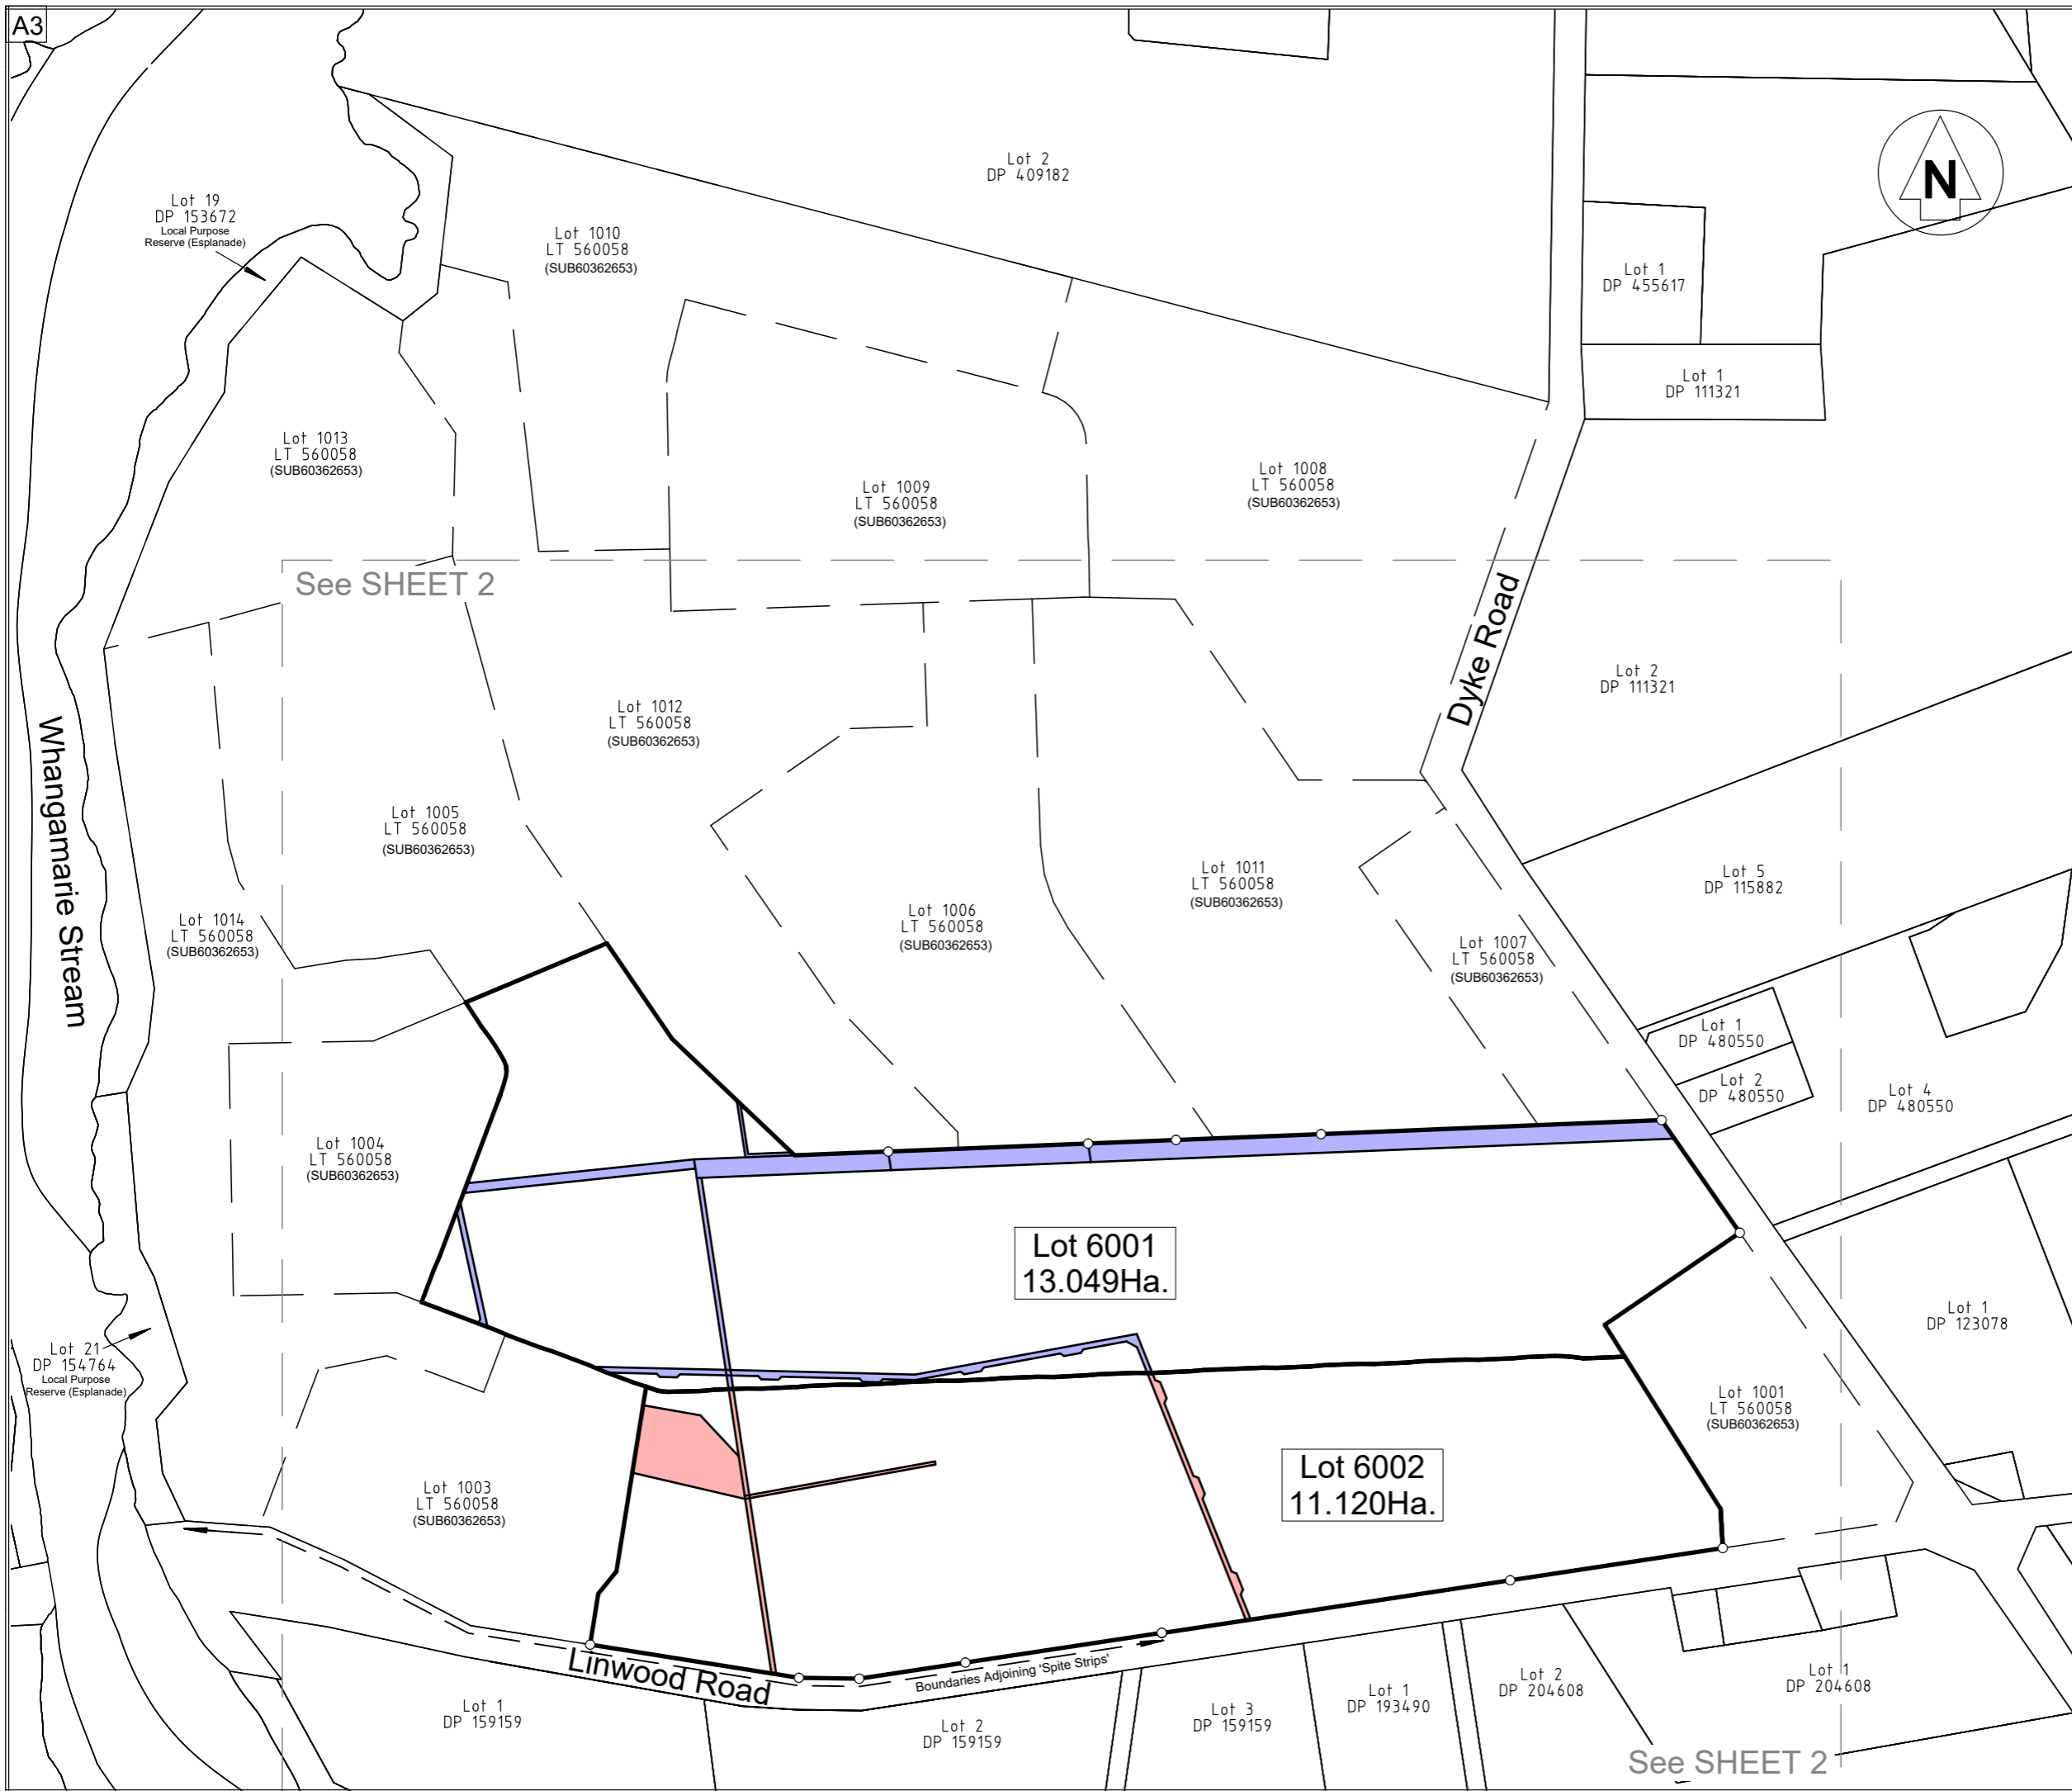 A3
Lot 2
DP 409182
N
Lot 19
DP 153672
Local Purpose
Reserve (Esplanade)
Lot 1010
LT 560058
(SUB60362653)
Lot 1
DP 455617
Lot 1
DP 111321
Lot 1013
LT 560058
(SUB60362653)
Lot 1009
LT 560058
(SUB60362653)
Lot 1008
LT 560058
(SUB60362653)
See SHEET 2
Dyke Road
Lot 2
DP 111321
Lot 1012
LT 560058
(SUB60362653)
Whangamarie Stream
Lot 1005
LT 560058
(SUB60362653)
Lot 1011
LT 560058
(SUB60362653)
Lot 5
DP 115882
Lot 1014
LT 560058
(SUB60362653)
Lot 1006
LT 560058
(SUB60362653)
Lot 1007
LT 560058
(SUB60362653)
Lot 1
DP 480550
Lot 2
DP 480550
Lot 4
DP 480550
Lot 1004
LT 560058
(SUB60362653)
Lot 6001
13.049Ha.
Lot 1
DP 123078
Lot 21
DP 154764
Local Purpose
Reserve (Esplanade)
Lot 1001
LT 560058
(SUB60362653)
Lot 1003
LT 560058
(SUB60362653)
Lot 6002
11.120Ha.
Linwood Road
Boundaries Adjoining 'Spite Strips'
Lot 1
DP 159159
Lot 2
DP 159159
Lot 3
DP 159159
Lot 1
DP 193490
Lot 2
DP 204608
Lot 1
DP 204608
See SHEET 2